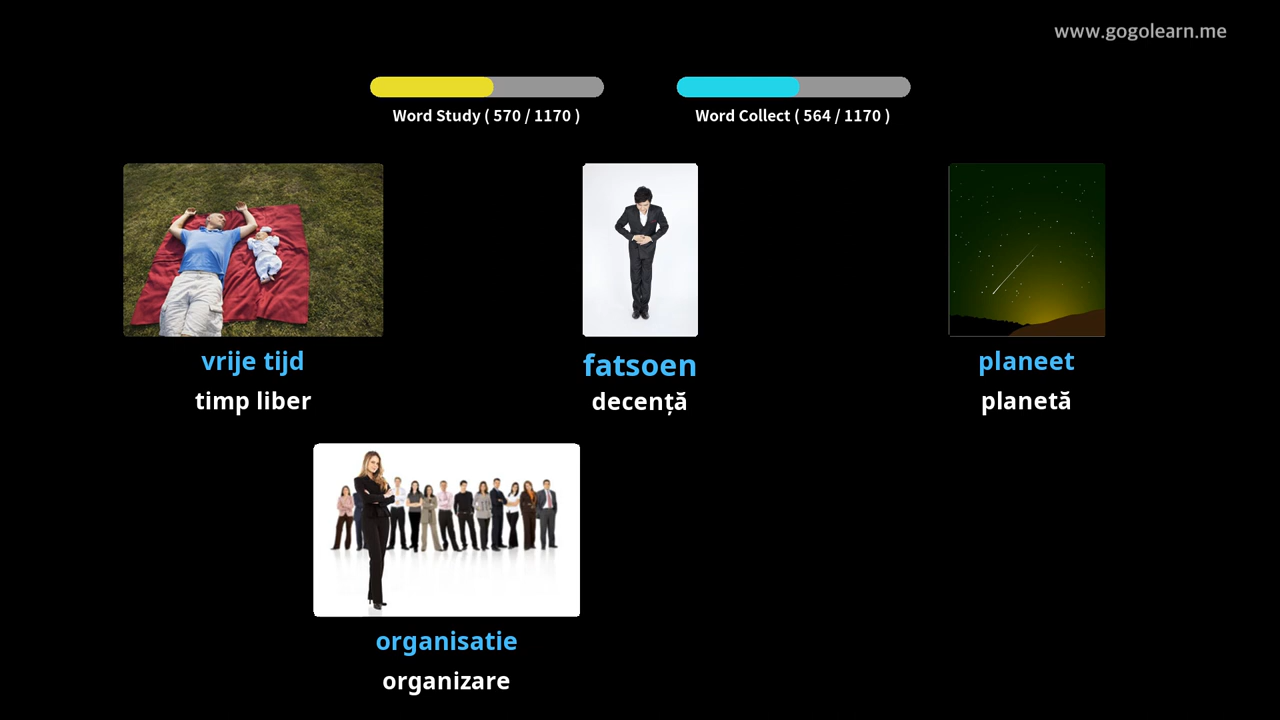 www.gogolearn.me
Word Study ( 570 / 1170 )
Word Collect ( 564 / 1170 )
vrije tijd
timp liber
fatsoen
decență
planeet
planetă
organisatie
organizare